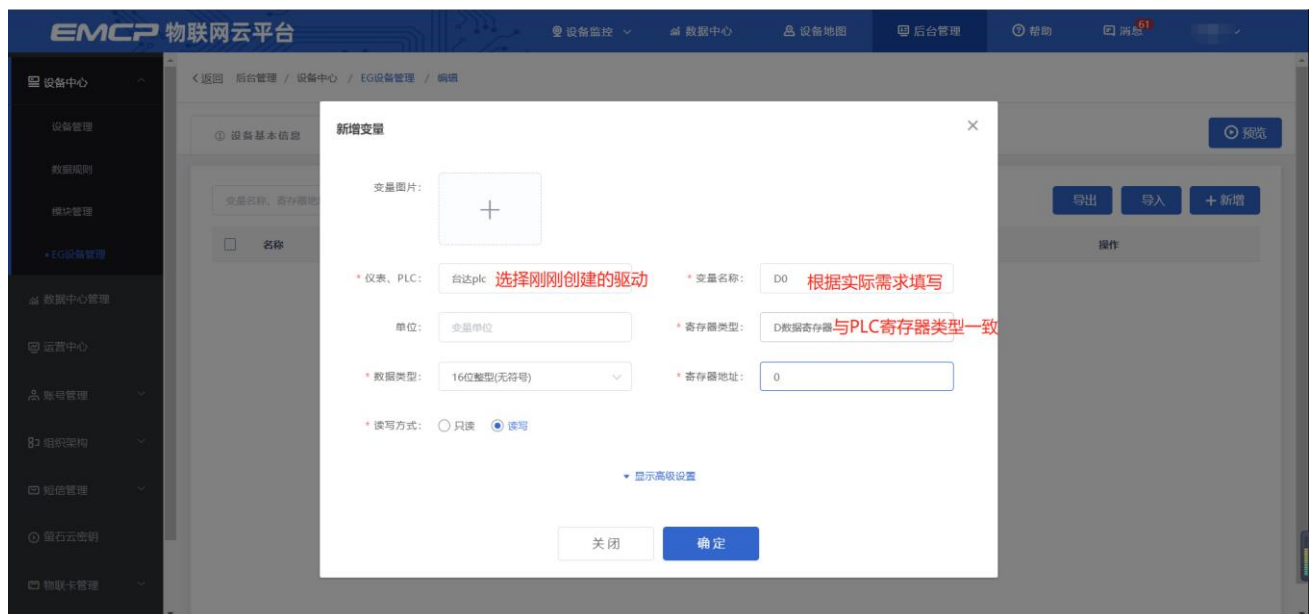 EMCP 物联网云平台
设备监控
数据中心
设备地图
后台管理
帮助
消息
61
设备中心
设备管理
数据规则
模块管理
•EG设备管理
数据中心管理
运营中心
账号管理
组织架构
短信管理
萤石云密钥
物联卡管理
<返回 后台管理 / 设备中心 / EG设备管理 / 编辑
① 设备基本信息
预览
变量名称、寄存器地
导出
导入
+ 新增
名称
操作
新增变量
×
变量图片:
+
* 仪表、PLC: 台达plc 选择刚刚创建的驱动
* 变量名称: D0 根据实际需求填写
单位: 变量单位
* 寄存器类型: D数据寄存器 与PLC寄存器类型一致
* 数据类型: 16位整型(无符号)
* 寄存器地址: 0
* 读写方式: 只读 读写
显示高级设置
关闭
确定